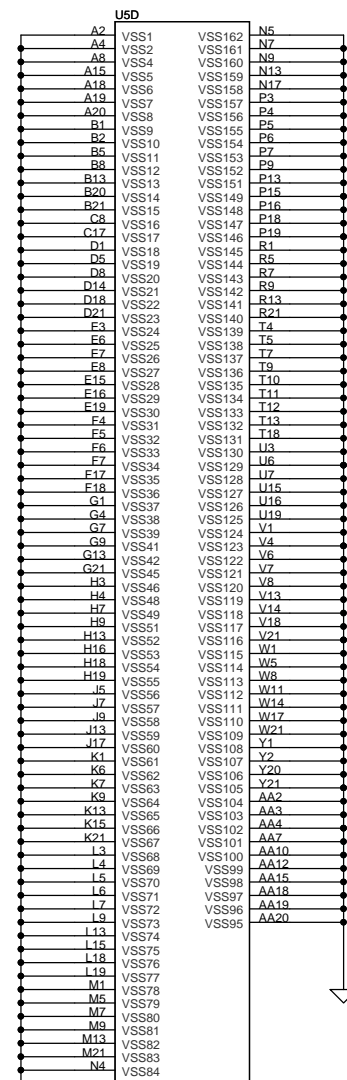 U5D
A2 VSS1
A4 VSS2
A8 VSS4
A15 VSS5
A18 VSS6
A19 VSS7
A20 VSS8
B1 VSS9
B2 VSS10
B5 VSS11
B8 VSS12
B13 VSS13
B20 VSS14
B21 VSS15
C8 VSS16
C17 VSS17
D1 VSS18
D5 VSS19
D8 VSS20
D14 VSS21
D18 VSS22
D21 VSS23
E3 VSS24
E6 VSS25
E7 VSS26
E8 VSS27
E15 VSS28
E16 VSS29
E19 VSS30
F4 VSS31
F5 VSS32
F6 VSS33
F7 VSS34
F17 VSS35
F18 VSS36
G1 VSS37
G4 VSS38
G7 VSS39
G9 VSS41
G13 VSS42
G21 VSS45
H3 VSS46
H4 VSS48
H7 VSS49
H9 VSS51
H13 VSS52
H16 VSS53
H18 VSS54
H19 VSS55
J5 VSS56
J7 VSS57
J9 VSS58
J13 VSS59
J17 VSS60
K1 VSS61
K6 VSS62
K7 VSS63
K9 VSS64
K13 VSS65
K15 VSS66
K21 VSS67
L3 VSS68
L4 VSS69
L5 VSS70
L6 VSS71
L7 VSS72
L9 VSS73
L13 VSS74
L15 VSS75
L18 VSS76
L19 VSS77
M1 VSS78
M5 VSS79
M7 VSS80
M9 VSS81
M13 VSS82
M21 VSS83
N4 VSS84
VSS162 N5
VSS161 N7
VSS160 N9
VSS159 N13
VSS158 N17
VSS157 P3
VSS156 P4
VSS155 P5
VSS154 P6
VSS153 P7
VSS152 P9
VSS151 P13
VSS149 P15
VSS148 P16
VSS147 P18
VSS146 P19
VSS145 R1
VSS144 R5
VSS143 R7
VSS142 R9
VSS141 R13
VSS140 R21
VSS139 T4
VSS138 T5
VSS137 T7
VSS136 T9
VSS135 T10
VSS134 T11
VSS133 T12
VSS132 T13
VSS131 T18
VSS130 U3
VSS129 U6
VSS128 U7
VSS127 U15
VSS126 U16
VSS125 U19
VSS124 V1
VSS123 V4
VSS122 V6
VSS121 V7
VSS120 V8
VSS119 V13
VSS118 V14
VSS117 V18
VSS116 V21
VSS115 W1
VSS114 W5
VSS113 W8
VSS112 W11
VSS111 W14
VSS110 W17
VSS109 W21
VSS108 Y1
VSS107 Y2
VSS106 Y20
VSS105 Y21
VSS104 AA2
VSS103 AA3
VSS102 AA4
VSS101 AA7
VSS100 AA10
VSS99 AA12
VSS98 AA15
VSS97 AA18
VSS96 AA19
VSS95 AA20